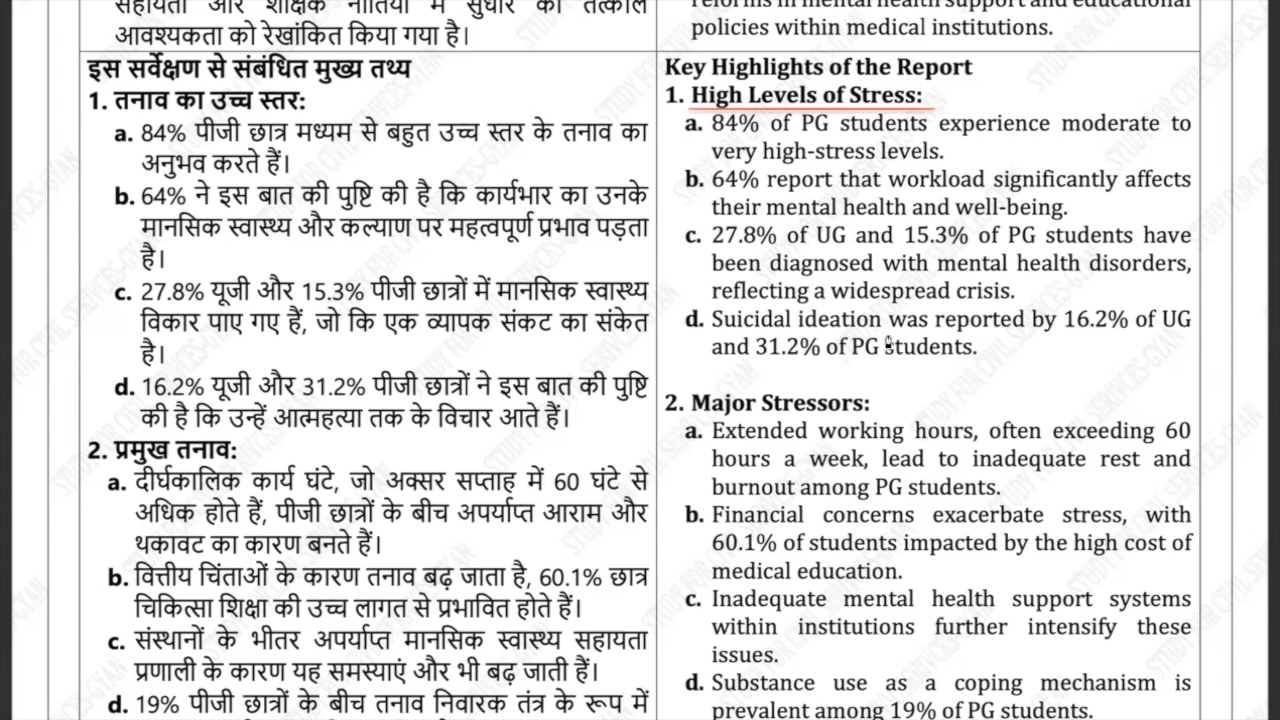 सहायता और शैक्षिक नीतियों में सुधार की तत्काल
आवश्यकता को रेखांकित किया गया है।
इस सर्वेक्षण से संबंधित मुख्य तथ्य
1. तनाव का उच्च स्तर:
a. 84% पीजी छात्र मध्यम से बहुत उच्च स्तर के तनाव का
अनुभव करते हैं।
b. 64% ने इस बात की पुष्टि की है कि कार्यभार का उनके
मानसिक स्वास्थ्य और कल्याण पर महत्वपूर्ण प्रभाव पड़ता
है।
c. 27.8% यूजी और 15.3% पीजी छात्रों में मानसिक स्वास्थ्य
विकार पाए गए हैं, जो कि एक व्यापक संकट का संकेत
है।
d. 16.2% यूजी और 31.2% पीजी छात्रों ने इस बात की पुष्टि
की है कि उन्हें आत्महत्या तक के विचार आते हैं।
2. प्रमुख तनाव:
a. दीर्घकालिक कार्य घंटे, जो अक्सर सप्ताह में 60 घंटे से
अधिक होते हैं, पीजी छात्रों के बीच अपर्याप्त आराम और
थकावट का कारण बनते हैं।
b. वित्तीय चिंताओं के कारण तनाव बढ़ जाता है, 60.1% छात्र
चिकित्सा शिक्षा की उच्च लागत से प्रभावित होते हैं।
c. संस्थानों के भीतर अपर्याप्त मानसिक स्वास्थ्य सहायता
प्रणाली के कारण यह समस्याएं और भी बढ़ जाती हैं।
d. 19% पीजी छात्रों के बीच तनाव निवारक तंत्र के रूप में
reforms in mental health support and educational
policies within medical institutions.
Key Highlights of the Report
1. High Levels of Stress:
a. 84% of PG students experience moderate to
very high-stress levels.
b. 64% report that workload significantly affects
their mental health and well-being.
c. 27.8% of UG and 15.3% of PG students have
been diagnosed with mental health disorders,
reflecting a widespread crisis.
d. Suicidal ideation was reported by 16.2% of UG
and 31.2% of PG students.
2. Major Stressors:
a. Extended working hours, often exceeding 60
hours a week, lead to inadequate rest and
burnout among PG students.
b. Financial concerns exacerbate stress, with
60.1% of students impacted by the high cost of
medical education.
c. Inadequate mental health support systems
within institutions further intensify these
issues.
d. Substance use as a coping mechanism is
prevalent among 19% of PG students.